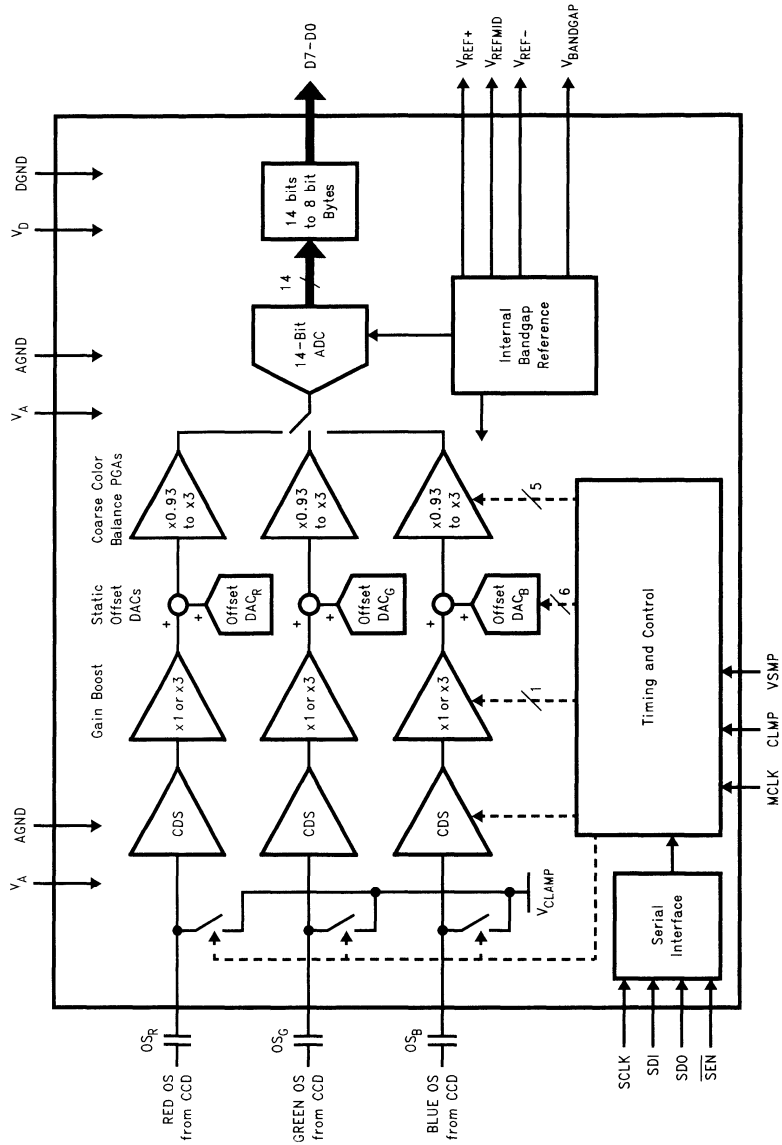 V_A
AGND
V_A
AGND
V_D
DGND
Gain Boost
Static
Offset
DACs
Coarse Color
Balance PGAs
OS_R
RED OS
from CCD
CDS
x1 or x3
+
+
Offset
DAC_R
x0.93
to x3
OS_G
GREEN OS
from CCD
CDS
x1 or x3
+
+
Offset
DAC_G
x0.93
to x3
14-Bit
ADC
14
14 bits
to 8 bit
Bytes
D7-D0
OS_B
BLUE OS
from CCD
CDS
x1 or x3
+
+
Offset
DAC_B
x0.93
to x3
V_CLAMP
1
6
5
Internal
Bandgap
Reference
V_REF+
V_REFMID
V_REF-
V_BANDGAP
SCLK
SDI
SDO
S̅E̅N̅
Serial
Interface
Timing and Control
MCLK
CLMP
VSMP